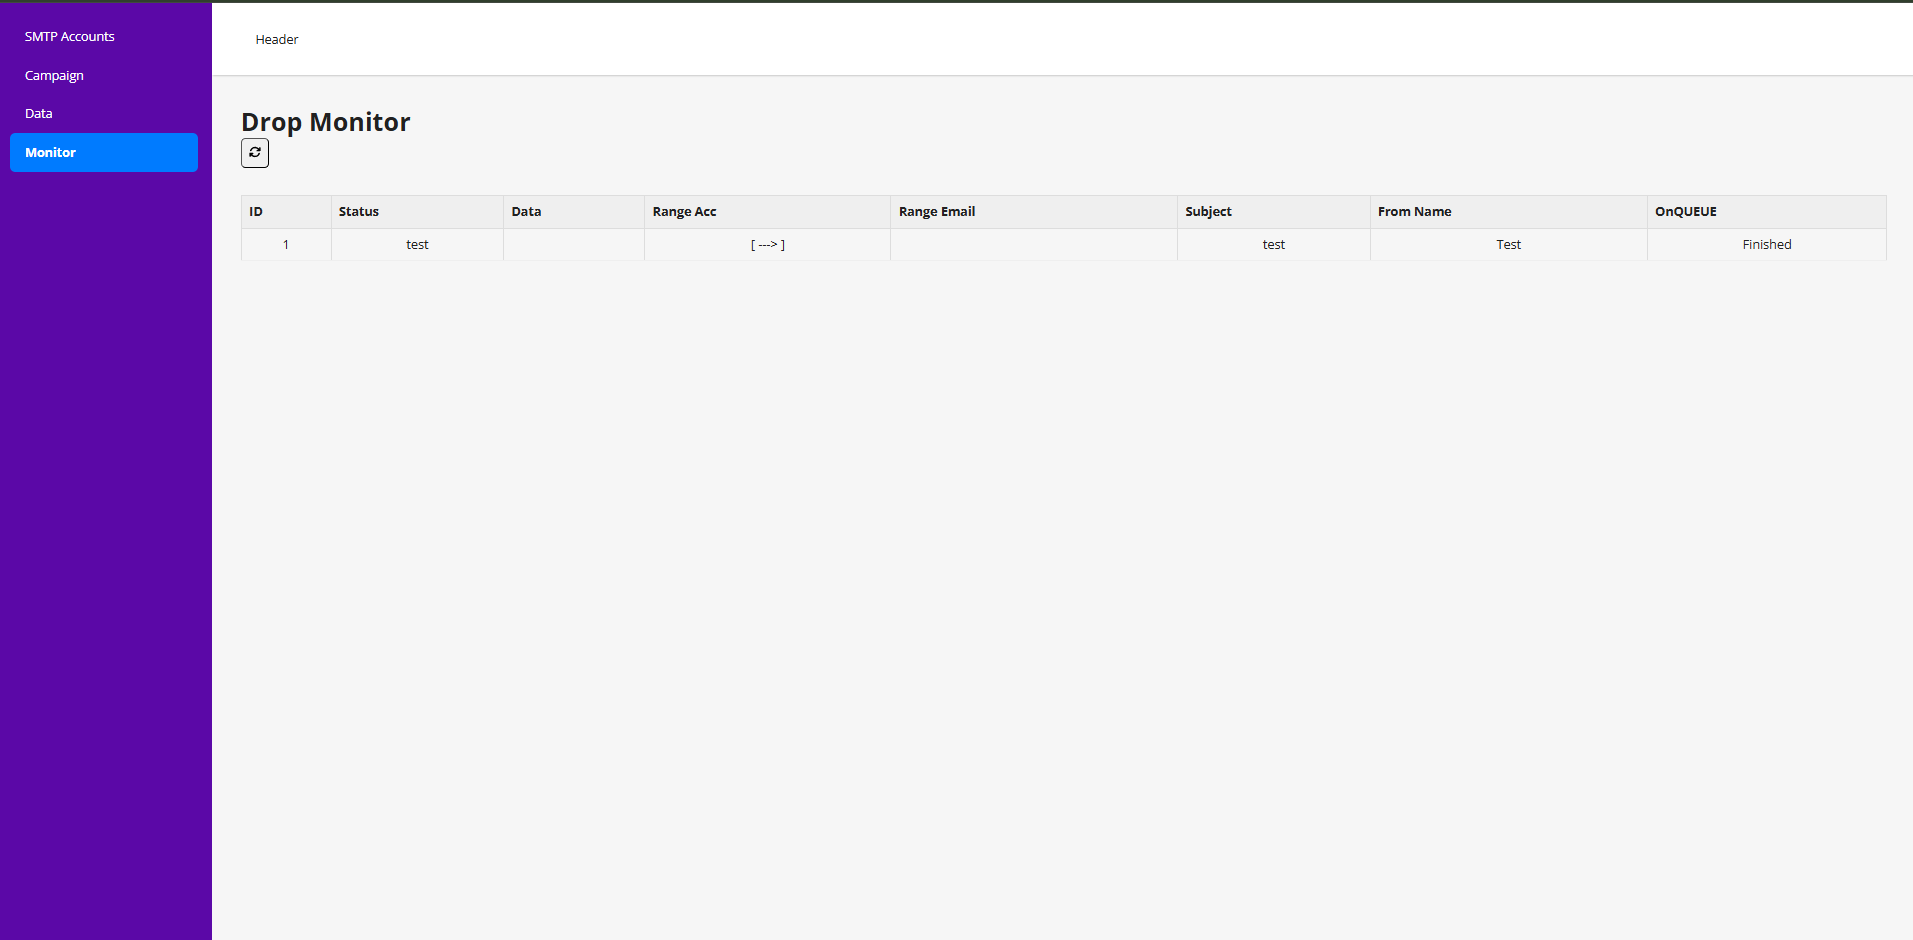 SMTP Accounts
Campaign
Data
Monitor
Header
Drop Monitor
ID Status Data Range Acc Range Email Subject From Name OnQUEUE
1 test [ ---> ] test Test Finished